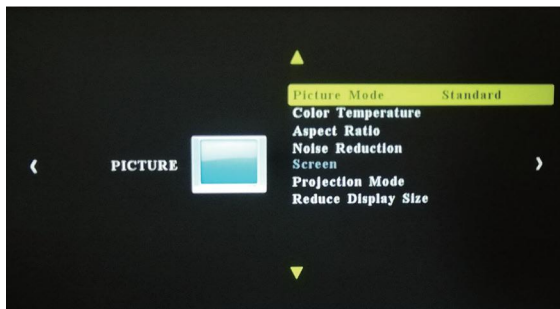 PICTURE
Picture Mode Standard
Color Temperature
Aspect Ratio
Noise Reduction
Screen
Projection Mode
Reduce Display Size